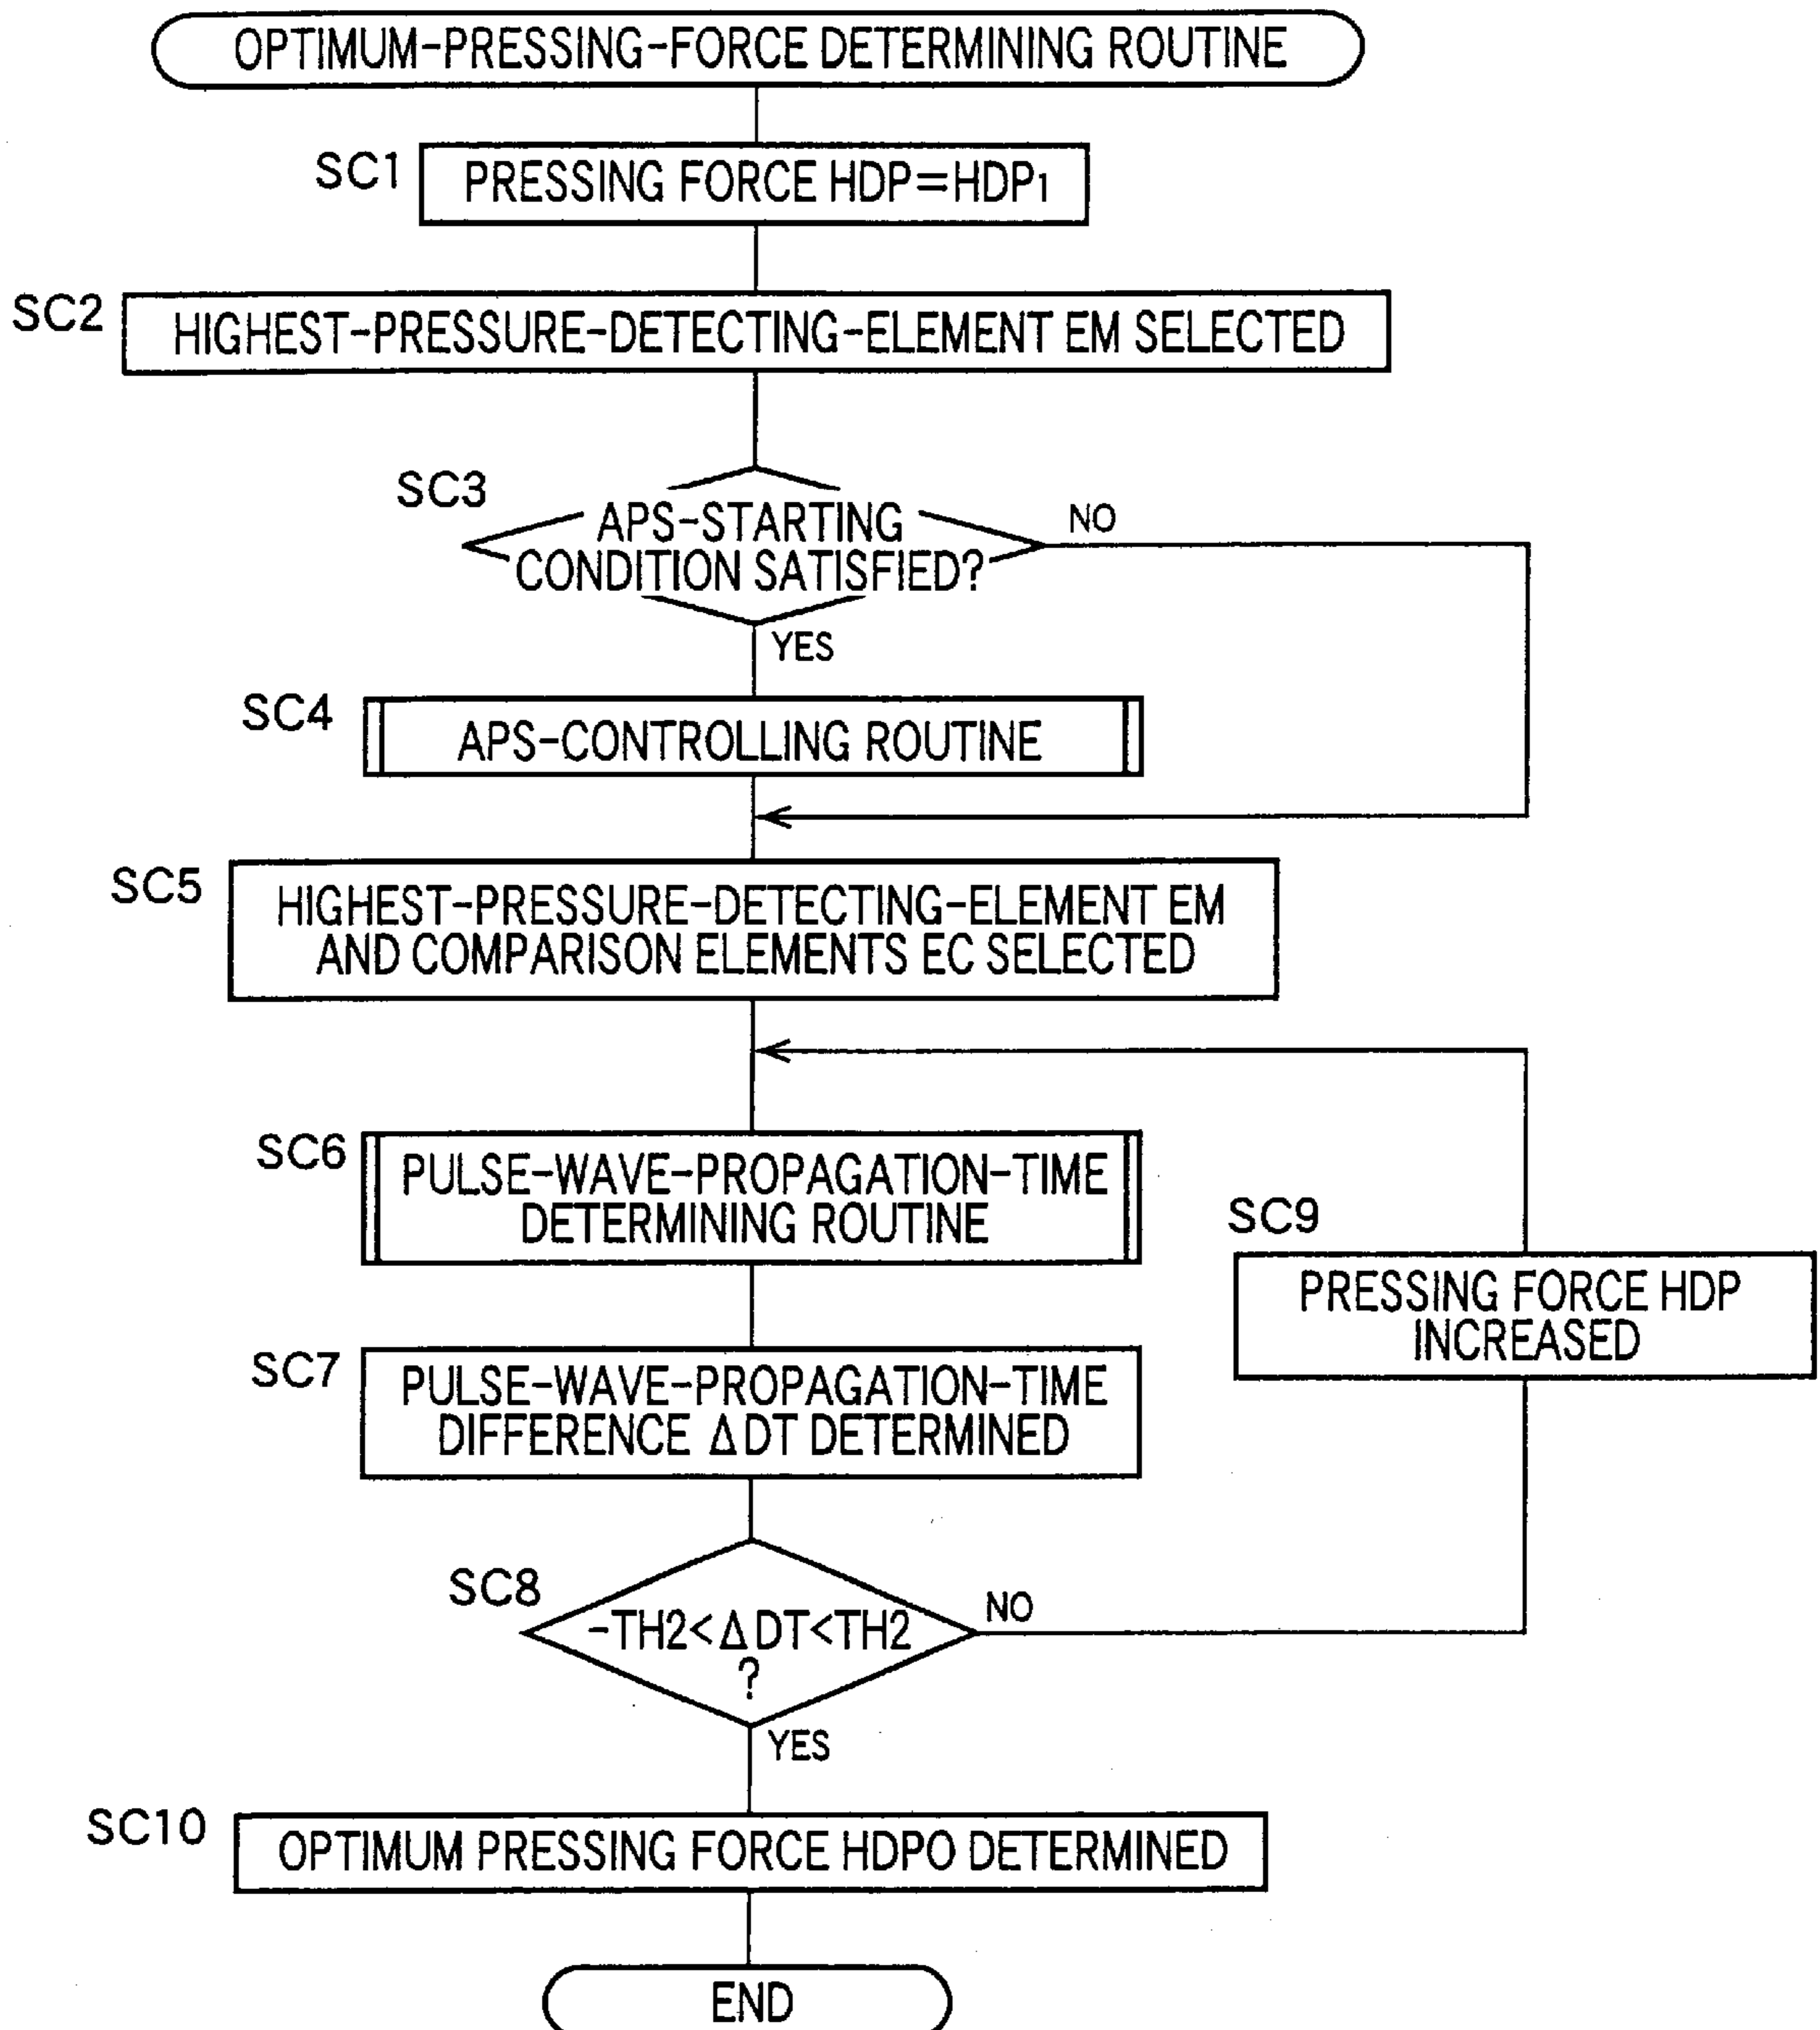 OPTIMUM-PRESSING-FORCE DETERMINING ROUTINE
SC1
PRESSING FORCE HDP=HDP1
SC2
HIGHEST-PRESSURE-DETECTING-ELEMENT EM SELECTED
SC3
APS-STARTING
CONDITION SATISFIED?
NO
YES
SC4
APS-CONTROLLING ROUTINE
SC5
HIGHEST-PRESSURE-DETECTING-ELEMENT EM
AND COMPARISON ELEMENTS EC SELECTED
SC6
PULSE-WAVE-PROPAGATION-TIME
DETERMINING ROUTINE
SC9
PRESSING FORCE HDP
INCREASED
SC7
PULSE-WAVE-PROPAGATION-TIME
DIFFERENCE ΔDT DETERMINED
SC8
-TH2<ΔDT<TH2
?
NO
YES
SC10
OPTIMUM PRESSING FORCE HDPO DETERMINED
END